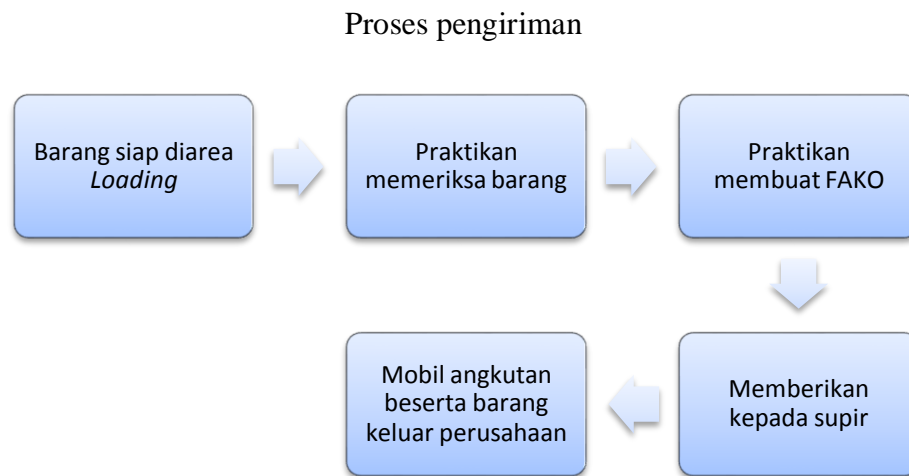 Proses pengiriman
Barang siap diarea
Loading
Praktikan
memeriksa barang
Praktikan
membuat FAKO
Memberikan
kepada supir
Mobil angkutan
beserta barang
keluar perusahaan